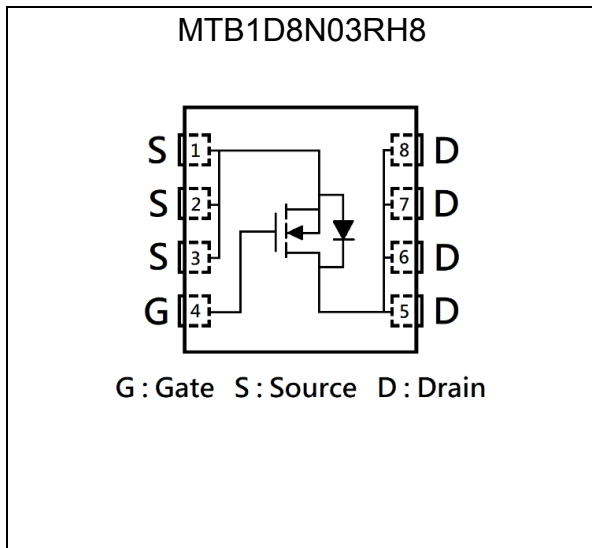 MTB1D8N03RH8
S 1 8 D
S 2 7 D
S 3 6 D
G 4 5 D
G : Gate S : Source D : Drain